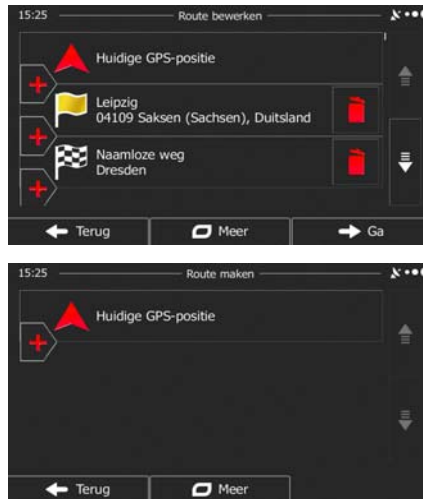 15:25 Route bewerken
Huidige GPS-positie
Leipzig
04109 Saksen (Sachsen), Duitsland
Naamloze weg
Dresden
Terug Meer Ga
15:25 Route maken
Huidige GPS-positie
Terug Meer